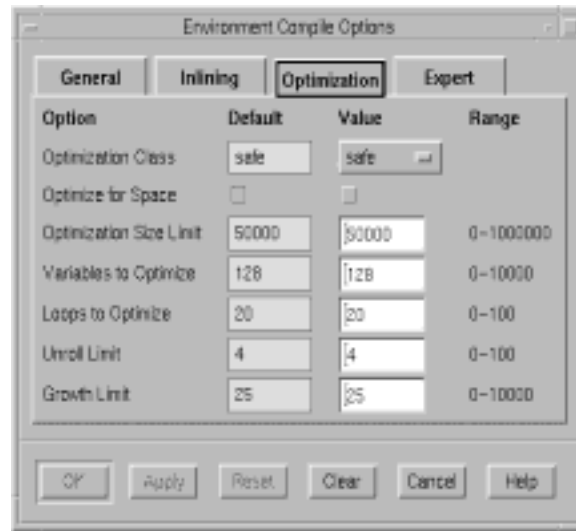 Environment Compile Options
General Inlining Optimization Expert
Option Default Value Range
Optimization Class safe safe
Optimize for Space
Optimization Size Limit 50000 50000 0-1000000
Variables to Optimize 128 128 0-10000
Loops to Optimize 20 20 0-100
Unroll Limit 4 4 0-100
Growth Limit 25 25 0-10000
OK Apply Reset Clear Cancel Help